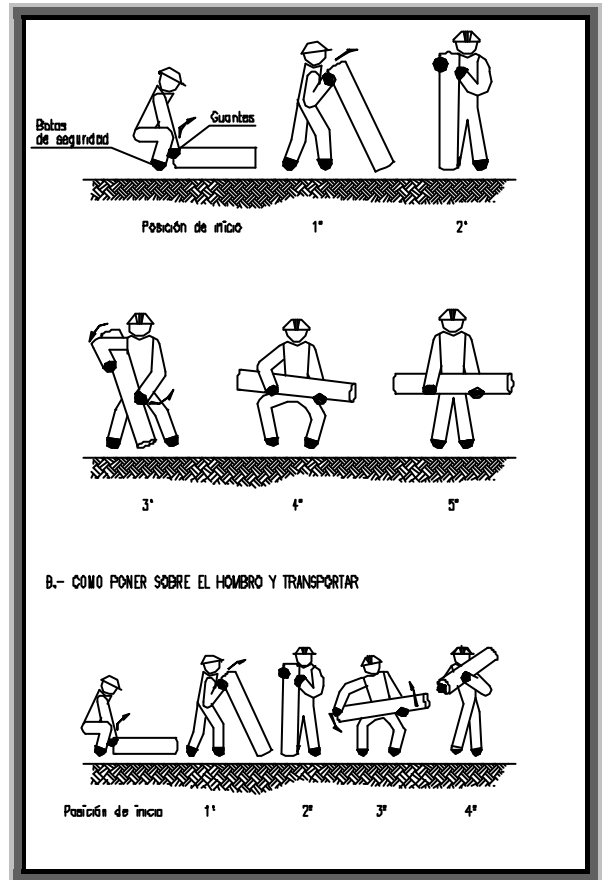 Botas
de seguridad
Guantes
Posición de inicio 1° 2°
3° 4° 5°
B.- COMO PONER SOBRE EL HOMBRO Y TRANSPORTAR
Posición de inicio 1° 2° 3° 4°